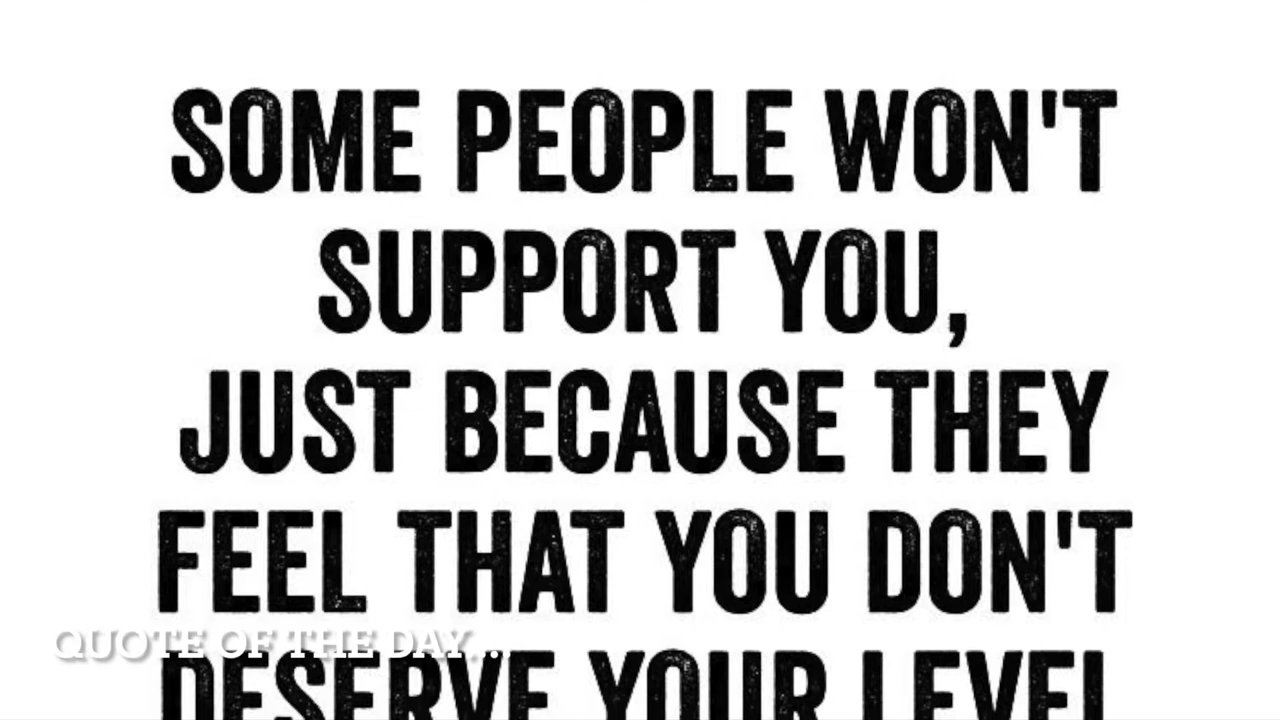 SOME PEOPLE WON'T
SUPPORT YOU,
JUST BECAUSE THEY
FEEL THAT YOU DON'T
QUOTE OF THE DAY....
DESERVE YOUR LEVEL